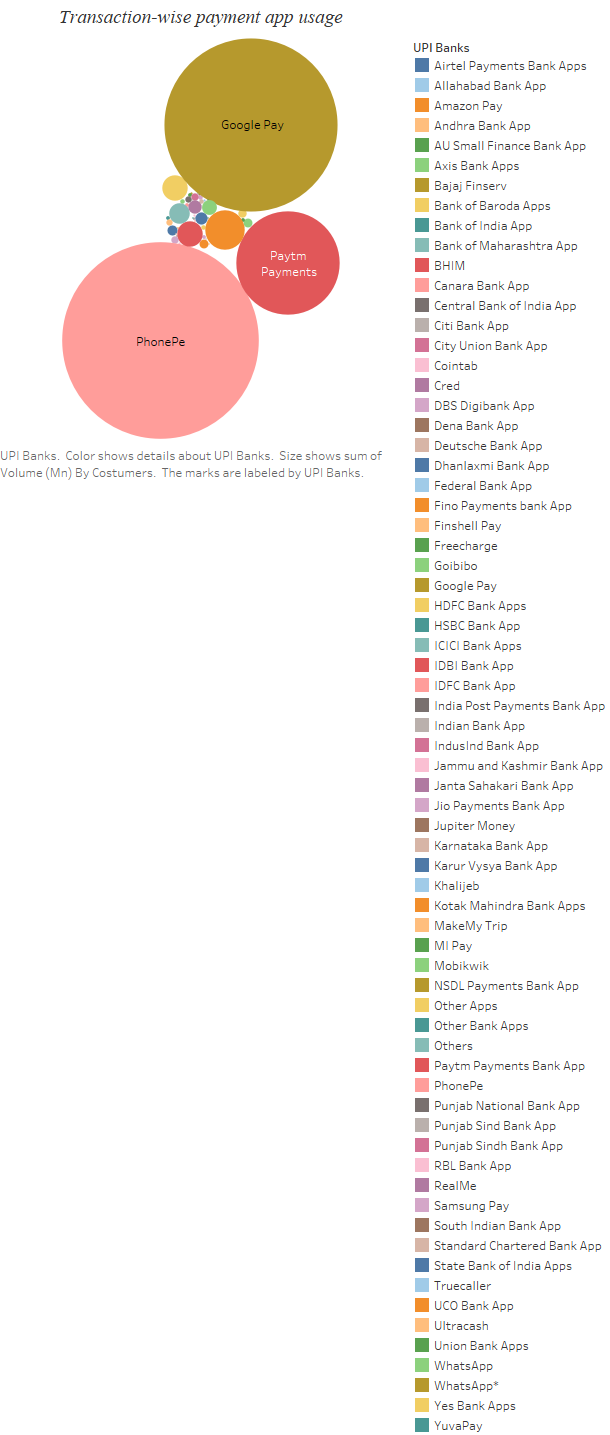 Transaction-wise payment app usage
Google Pay
Paytm
Payments
PhonePe
UPI Banks. Color shows details about UPI Banks. Size shows sum of
Volume (Mn) By Costumers. The marks are labeled by UPI Banks.
UPI Banks
Airtel Payments Bank Apps
Allahabad Bank App
Amazon Pay
Andhra Bank App
AU Small Finance Bank App
Axis Bank Apps
Bajaj Finserv
Bank of Baroda Apps
Bank of India App
Bank of Maharashtra App
BHIM
Canara Bank App
Central Bank of India App
Citi Bank App
City Union Bank App
Cointab
Cred
DBS Digibank App
Dena Bank App
Deutsche Bank App
Dhanlaxmi Bank App
Federal Bank App
Fino Payments bank App
Finshell Pay
Freecharge
Goibibo
Google Pay
HDFC Bank Apps
HSBC Bank App
ICICI Bank Apps
IDBI Bank App
IDFC Bank App
India Post Payments Bank App
Indian Bank App
IndusInd Bank App
Jammu and Kashmir Bank App
Janta Sahakari Bank App
Jio Payments Bank App
Jupiter Money
Karnataka Bank App
Karur Vysya Bank App
Khalijeb
Kotak Mahindra Bank Apps
MakeMy Trip
MI Pay
Mobikwik
NSDL Payments Bank App
Other Apps
Other Bank Apps
Others
Paytm Payments Bank App
PhonePe
Punjab National Bank App
Punjab Sind Bank App
Punjab Sindh Bank App
RBL Bank App
RealMe
Samsung Pay
South Indian Bank App
Standard Chartered Bank App
State Bank of India Apps
Truecaller
UCO Bank App
Ultracash
Union Bank Apps
WhatsApp
WhatsApp*
Yes Bank Apps
YuvaPay